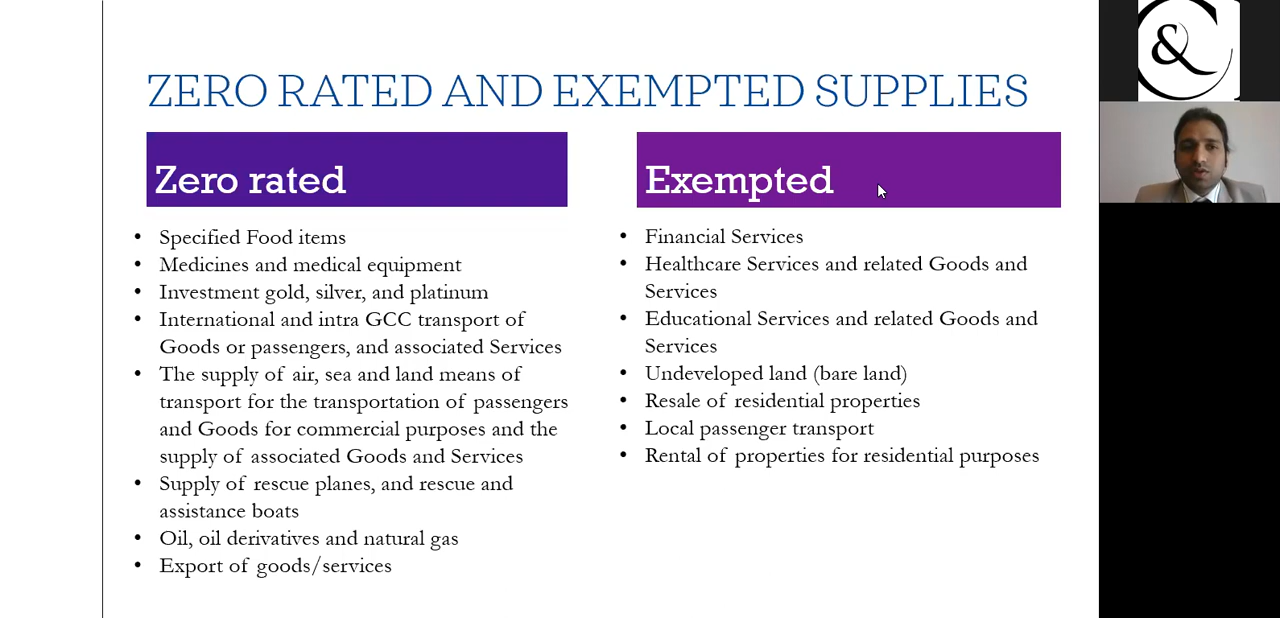 ZERO RATED AND EXEMPTED SUPPLIES
Zero rated
• Specified Food items
• Medicines and medical equipment
• Investment gold, silver, and platinum
• International and intra GCC transport of
Goods or passengers, and associated Services
• The supply of air, sea and land means of
transport for the transportation of passengers
and Goods for commercial purposes and the
supply of associated Goods and Services
• Supply of rescue planes, and rescue and
assistance boats
• Oil, oil derivatives and natural gas
• Export of goods/services
Exempted
• Financial Services
• Healthcare Services and related Goods and
Services
• Educational Services and related Goods and
Services
• Undeveloped land (bare land)
• Resale of residential properties
• Local passenger transport
• Rental of properties for residential purposes
&